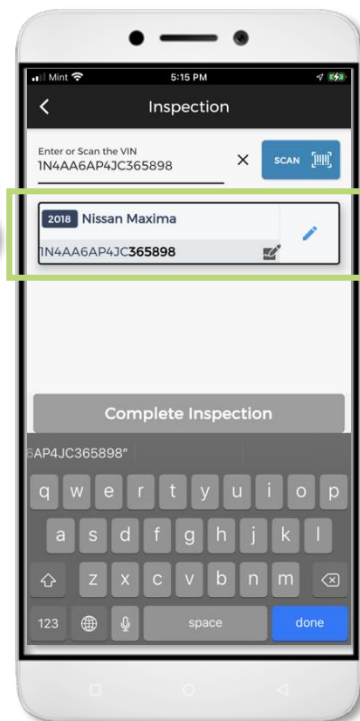 Mint 5:15 PM
Inspection
Enter or Scan the VIN
1N4AA6AP4JC365898 X SCAN
2018 Nissan Maxima
1N4AA6AP4JC365898
Complete Inspection
6AP4JC365898"
q w e r t y u i o p
a s d f g h j k l
z x c v b n m
123 space done